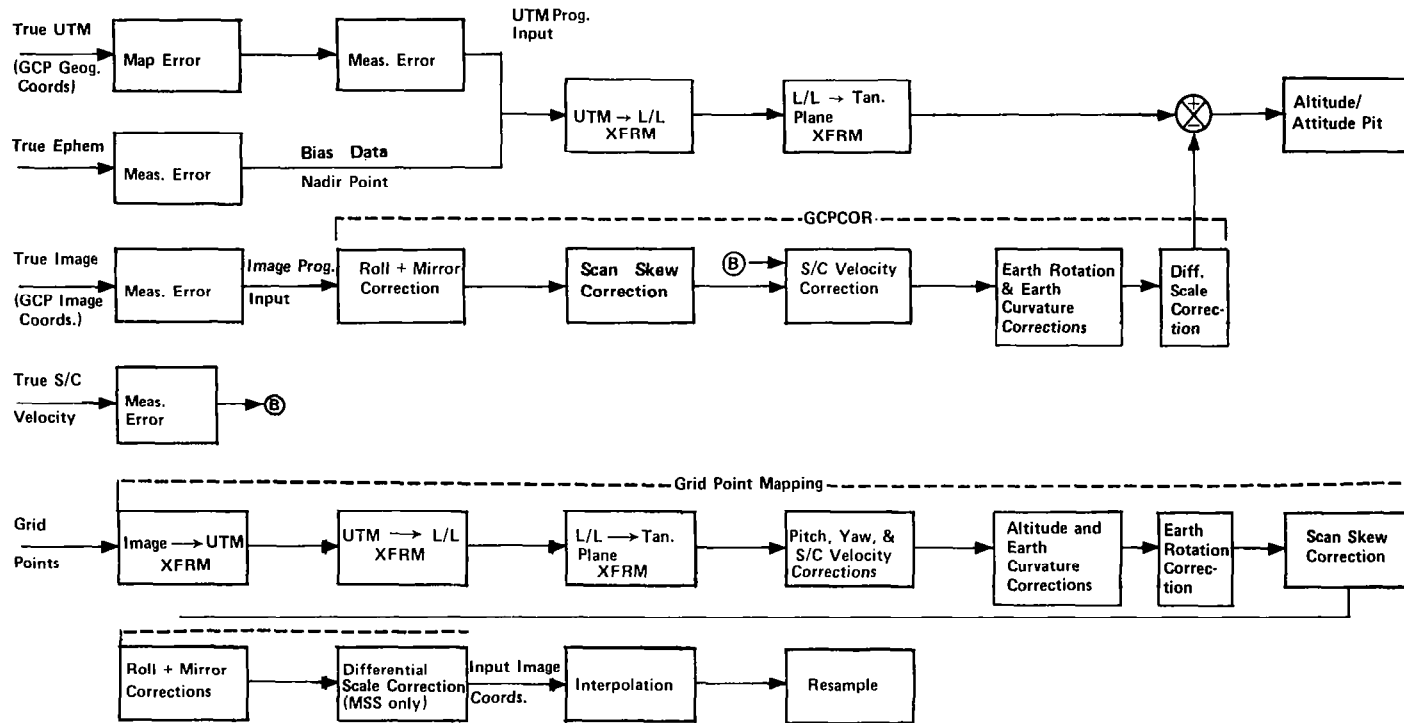 True UTM
(GCP Geog.
Coords)
Map Error
Meas. Error
UTM Prog.
Input
UTM → L/L
XFRM
L/L → Tan.
Plane
XFRM
+
−
Altitude/
Attitude Pit
True Ephem
Meas. Error
Bias Data
Nadir Point
GCPCOR
True Image
(GCP Image
Coords.)
Meas. Error
Image Prog.
Input
Roll + Mirror
Correction
Scan Skew
Correction
B
S/C Velocity
Correction
Earth Rotation
& Earth
Curvature
Corrections
Diff.
Scale
Correc-
tion
True S/C
Velocity
Meas.
Error
B
Grid Point Mapping
Grid
Points
Image → UTM
XFRM
UTM → L/L
XFRM
L/L → Tan.
Plane
XFRM
Pitch, Yaw, &
S/C Velocity
Corrections
Altitude and
Earth
Curvature
Corrections
Earth
Rotation
Correc-
tion
Scan Skew
Correction
Roll + Mirror
Corrections
Differential
Scale Correction
(MSS only)
Input Image
Coords.
Interpolation
Resample